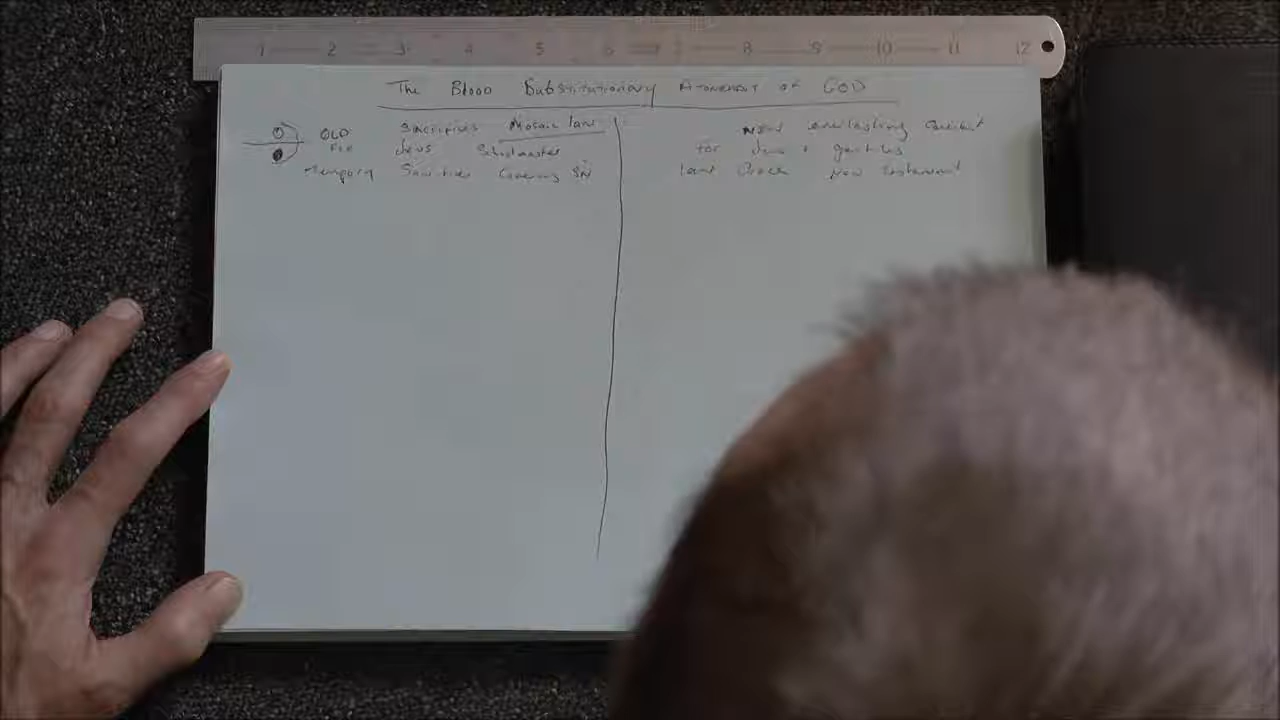 1 2 3 4 5 6 7 8 9 10 11 12
The Blood Substitutionary Atonement of GOD
OLD Sacrifices Mosaic law
For Jews Schoolmaster
Temporary Sacrifices Covering SIN
NEW everlasting Covenant
for Jews + gentiles
law Grace New Testament